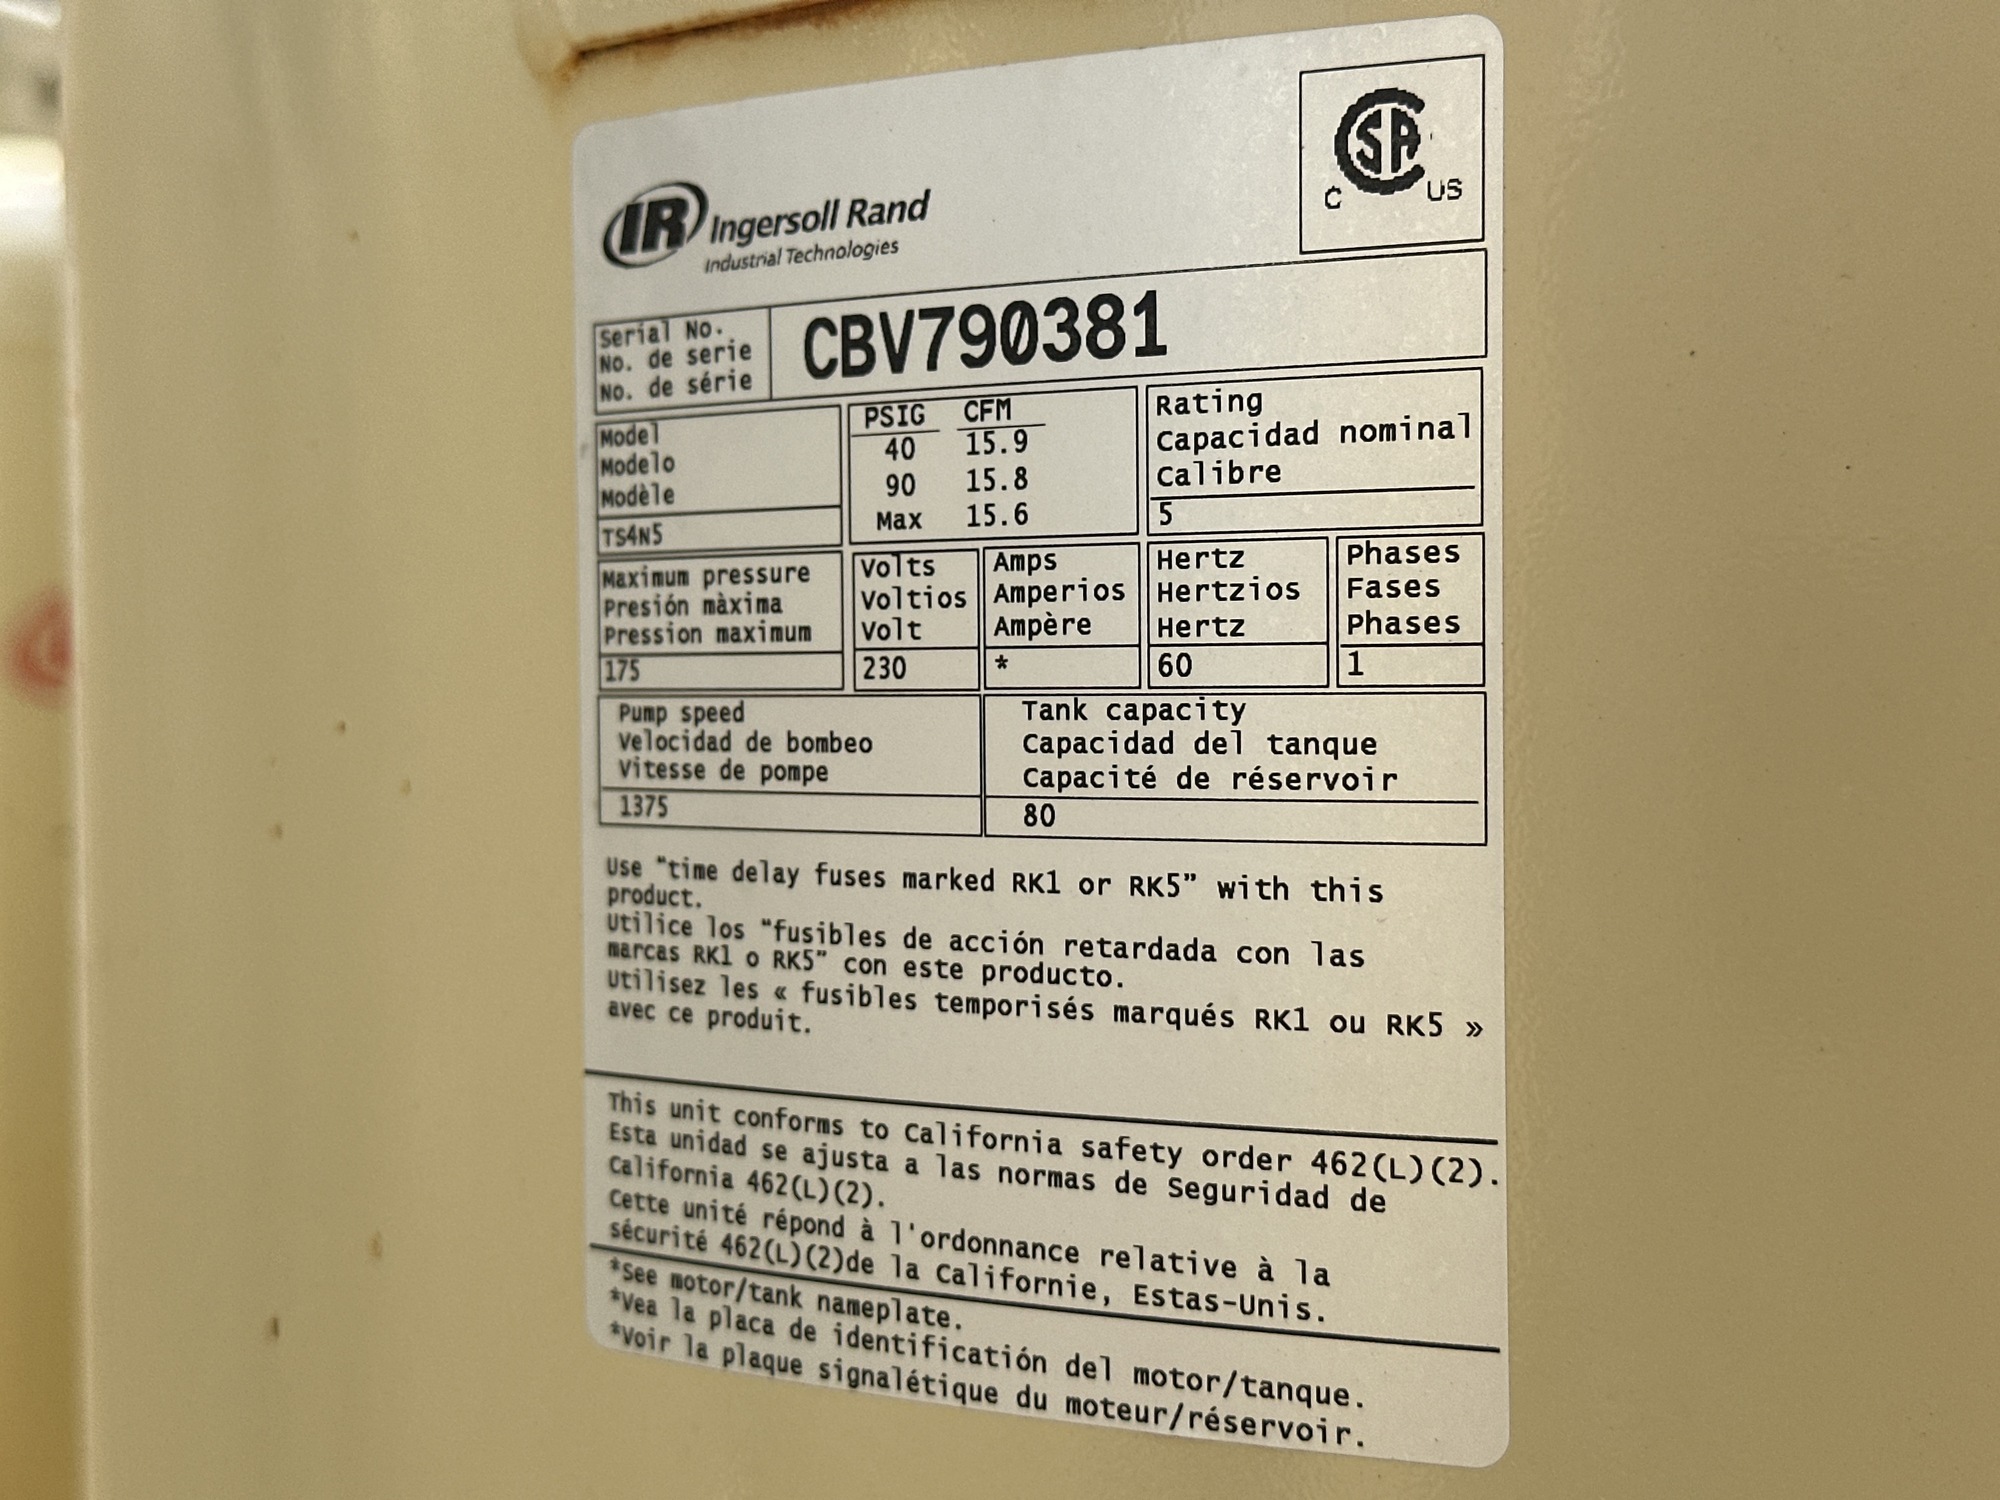 IR Ingersoll Rand
Industrial Technologies
CSA
C US
Serial No.
No. de serie
No. de série
CBV790381
Model
Modelo
Modèle
TS4N5
PSIG CFM
40 15.9
90 15.8
Max 15.6
Rating
Capacidad nominal
Calibre
5
Maximum pressure
Presión màxima
Pression maximum
175
Volts
Voltios
Volt
230
Amps
Amperios
Ampère
*
Hertz
Hertzios
Hertz
60
Phases
Fases
Phases
1
Pump speed
Velocidad de bombeo
Vitesse de pompe
1375
Tank capacity
Capacidad del tanque
Capacité de réservoir
80
Use “time delay fuses marked RK1 or RK5” with this
product.
Utilice los “fusibles de acción retardada con las
marcas RK1 o RK5” con este producto.
Utilisez les « fusibles temporisés marqués RK1 ou RK5 »
avec ce produit.
This unit conforms to California safety order 462(L)(2).
Esta unidad se ajusta a las normas de Seguridad de
California 462(L)(2).
Cette unité répond à l'ordonnance relative à la
sécurité 462(L)(2)de la Californie, Estas-Unis.
*See motor/tank nameplate.
*Vea la placa de identificación del motor/tanque.
*Voir la plaque signalétique du moteur/réservoir.